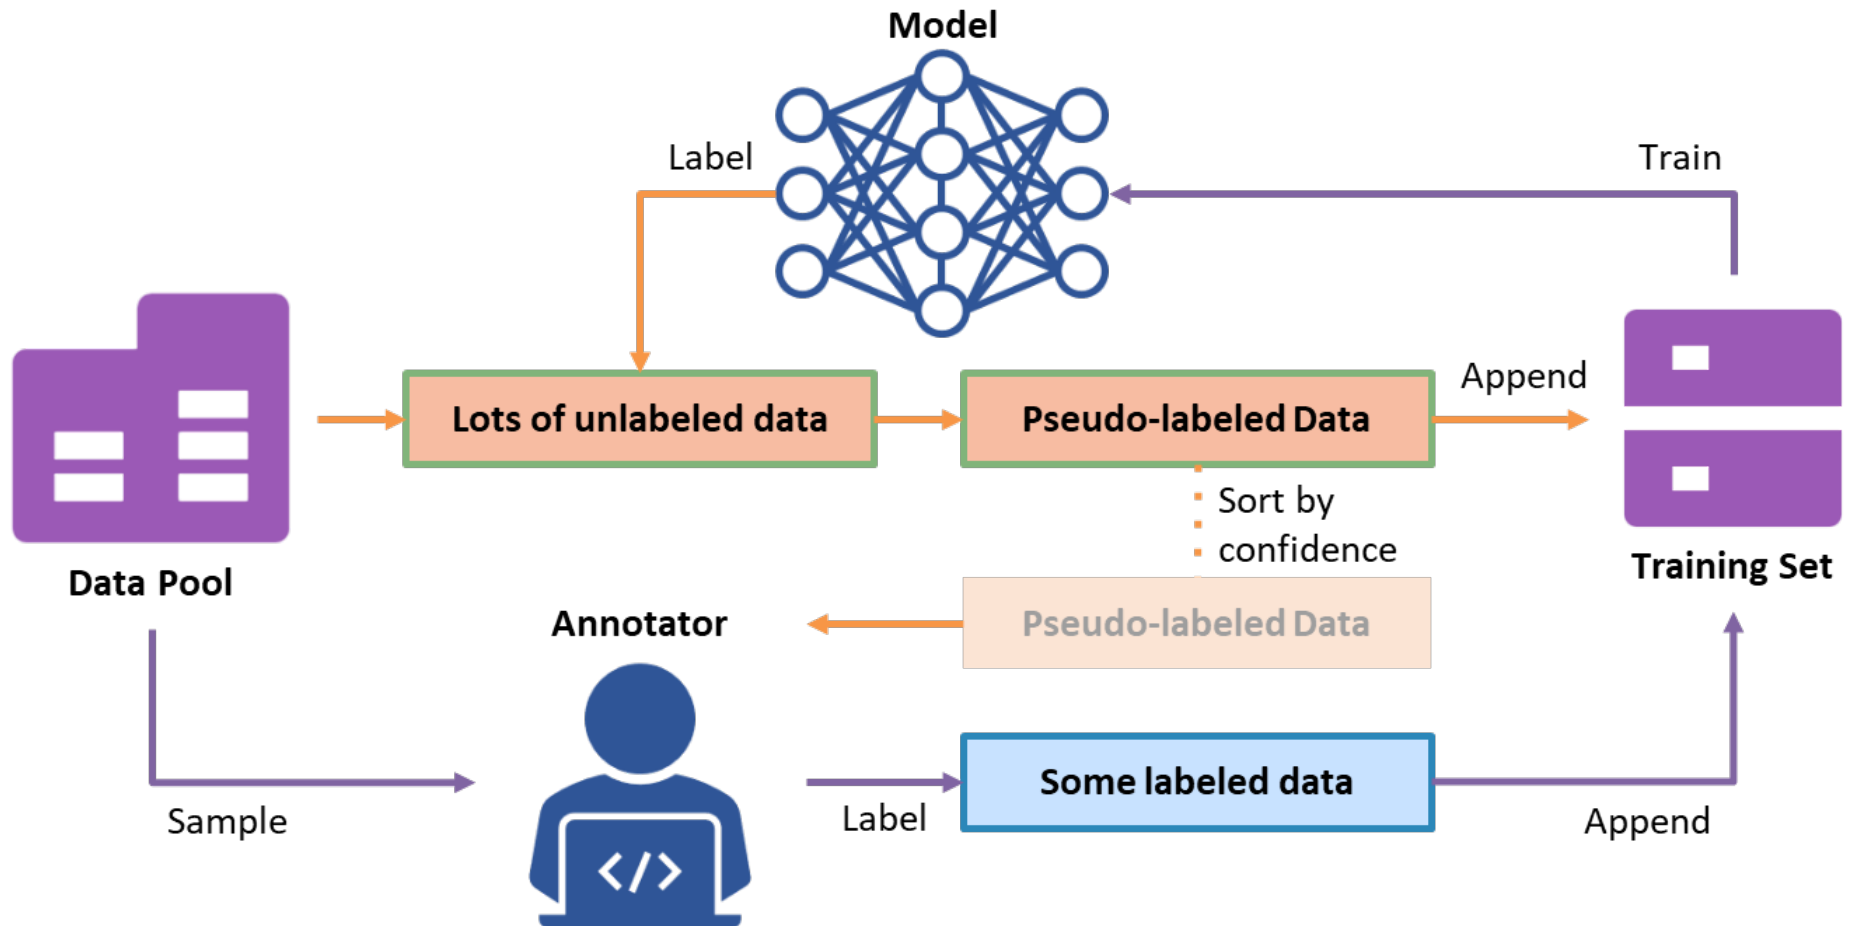 Model
Label
Train
Lots of unlabeled data
Pseudo-labeled Data
Append
Sort by
confidence
Data Pool
Training Set
Annotator
Pseudo-labeled Data
Some labeled data
Sample
Label
Append
</>